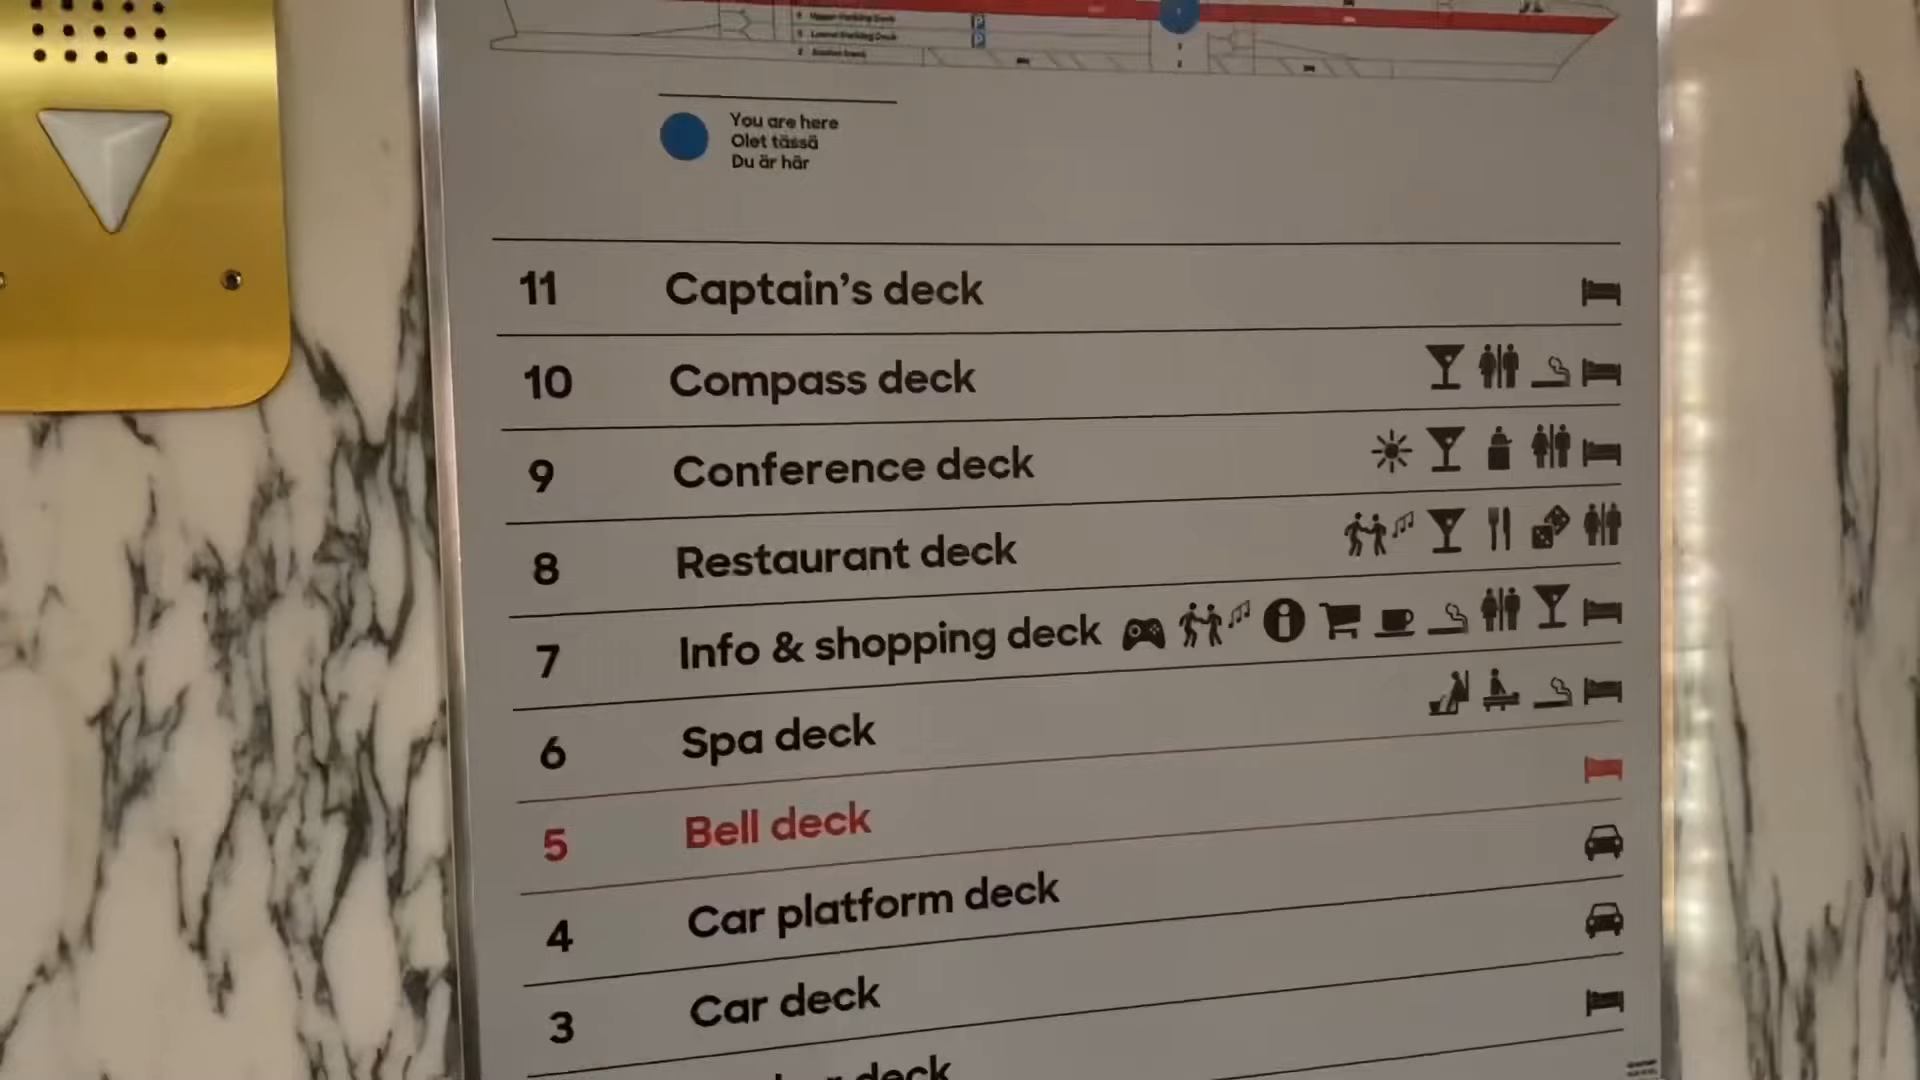 You are here
Olet tässä
Du är här
11 Captain's deck
10 Compass deck
9 Conference deck
8 Restaurant deck
7 Info & shopping deck
6 Spa deck
5 Bell deck
4 Car platform deck
3 Car deck
deck